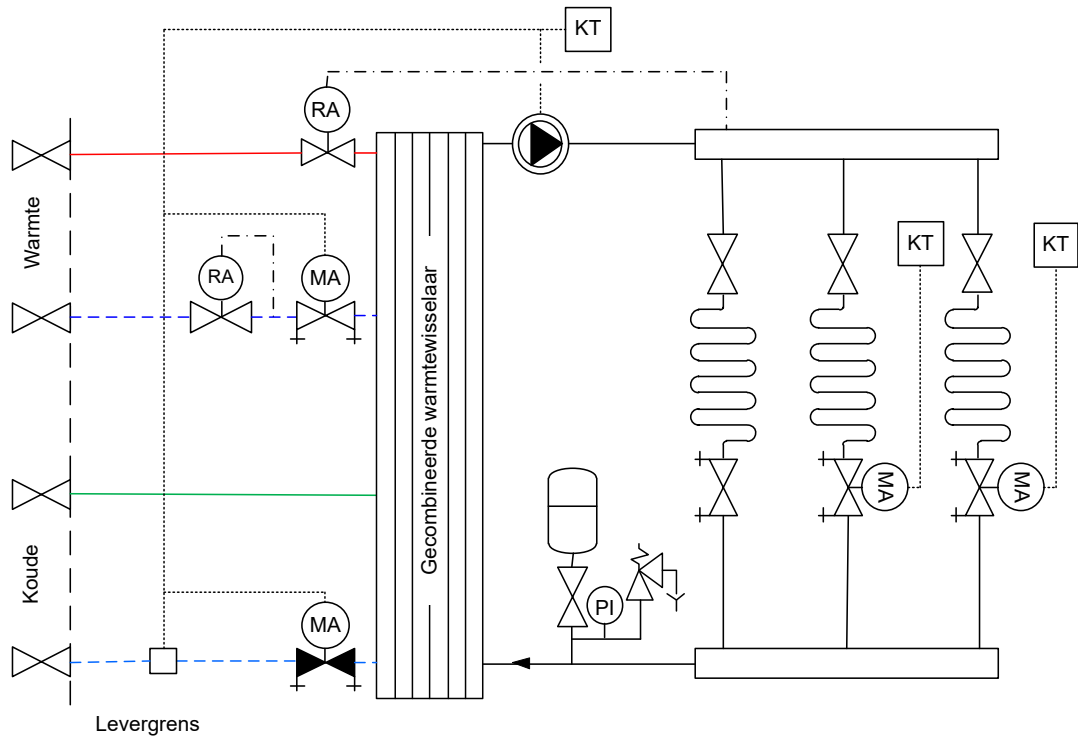 KT
RA
Warmte
RA
MA
KT
KT
Gecombineerde warmtewisselaar
MA
MA
Koude
MA
PI
Levergrens